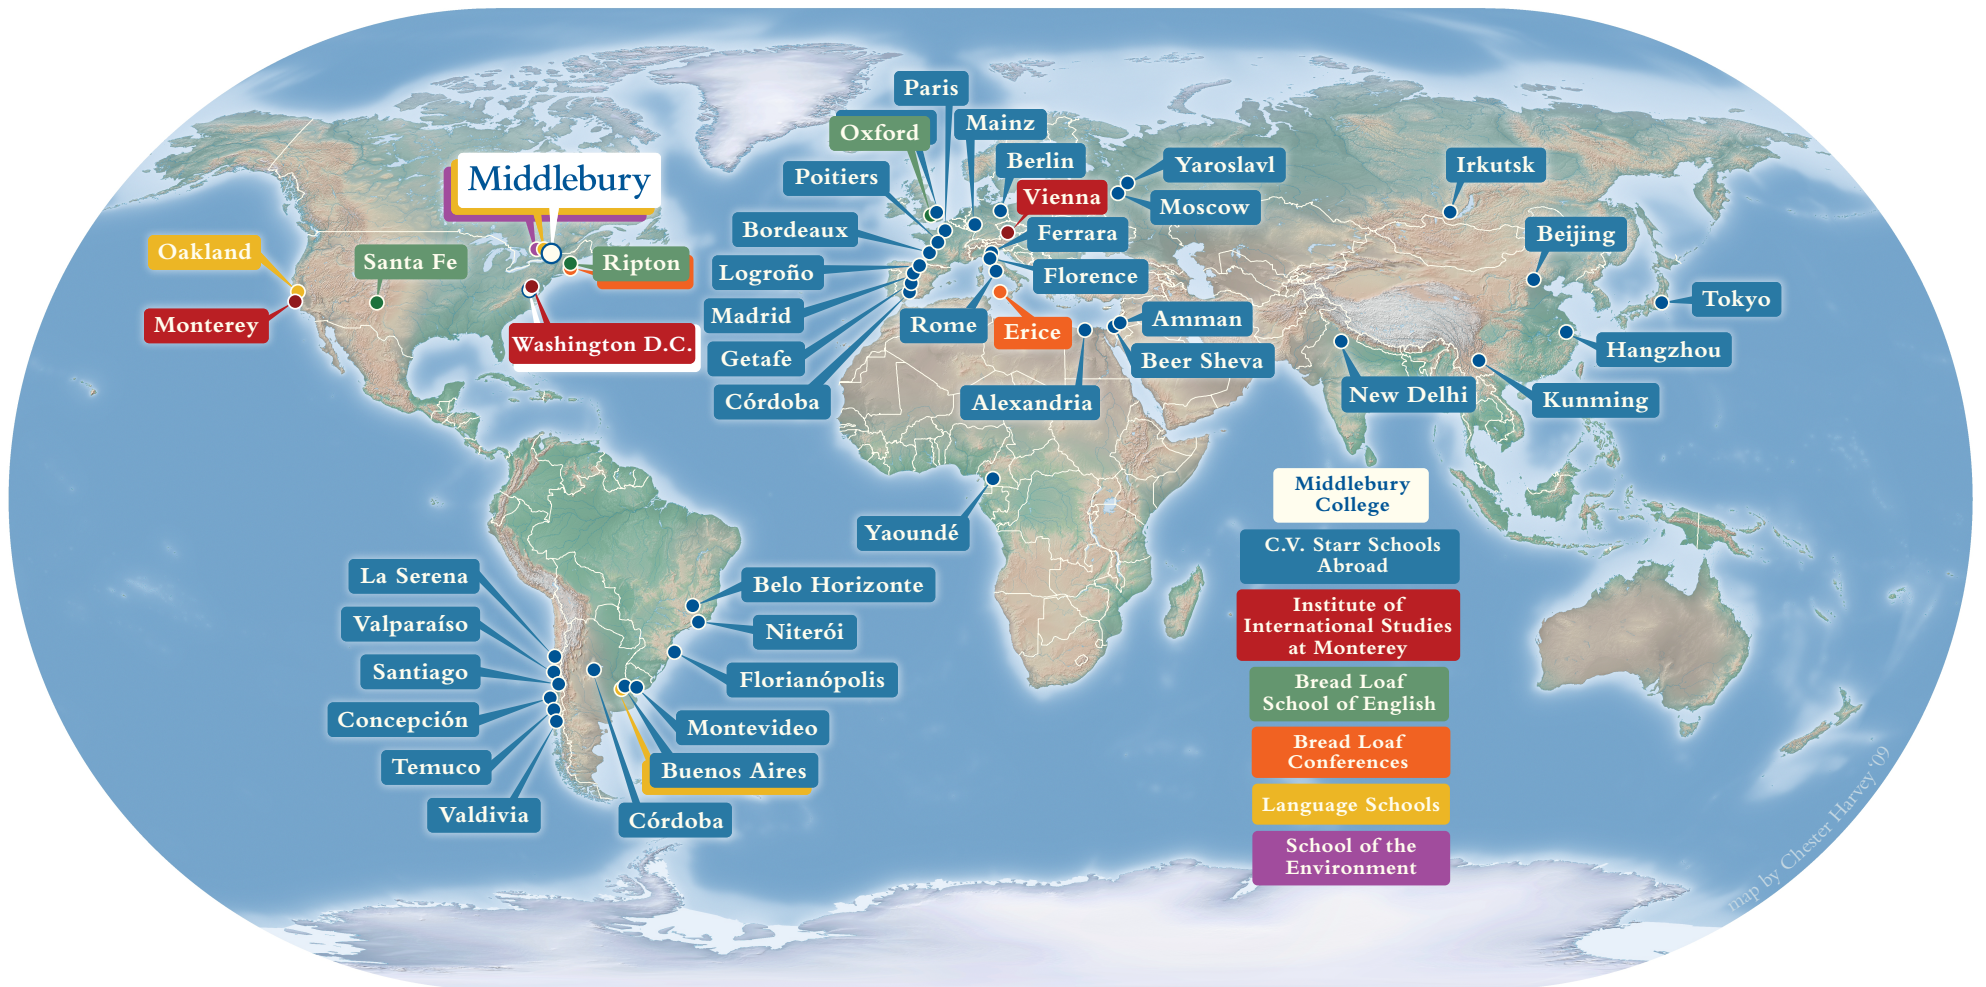 Paris
Oxford
Mainz
Berlin
Poitiers
Middlebury
Yaroslavl
Irkutsk
Vienna
Moscow
Bordeaux
Ferrara
Beijing
Oakland
Santa Fe
Ripton
Logroño
Florence
Tokyo
Monterey
Madrid
Rome
Erice
Amman
Washington D.C.
Getafe
Beer Sheva
Hangzhou
Córdoba
Alexandria
New Delhi
Kunming
Yaoundé
La Serena
Belo Horizonte
Valparaíso
Niterói
Santiago
Florianópolis
Concepción
Montevideo
Temuco
Buenos Aires
Valdivia
Córdoba
Middlebury
College
C.V. Starr Schools
Abroad
Institute of
International Studies
at Monterey
Bread Loaf
School of English
Bread Loaf
Conferences
Language Schools
School of the
Environment
map by Chester Harvey '09